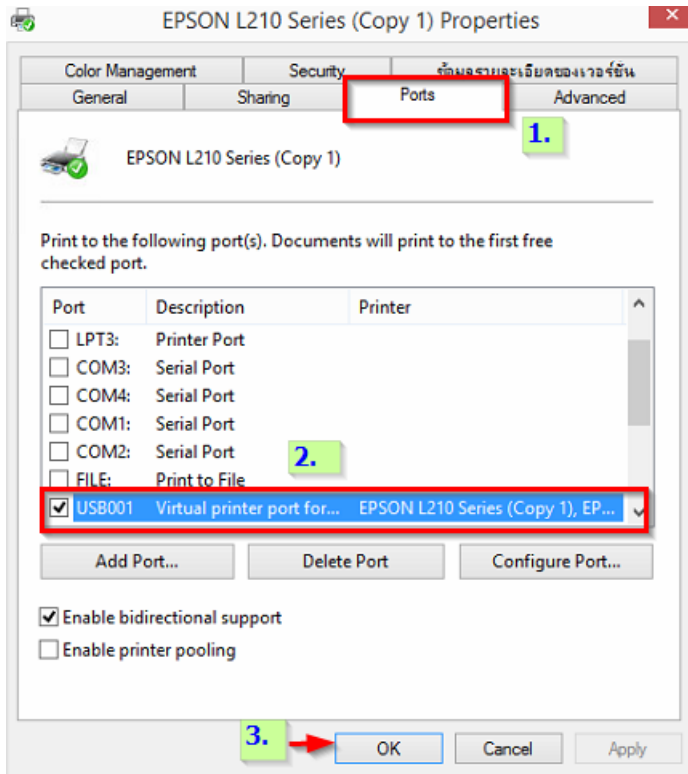 EPSON L210 Series (Copy 1) Properties
Color Management Security ข้อมูลรายละเอียดของเวอร์ชัน
General Sharing Ports Advanced
1.
EPSON L210 Series (Copy 1)
Print to the following port(s). Documents will print to the first free
checked port.
Port Description Printer
LPT3: Printer Port
COM3: Serial Port
COM4: Serial Port
COM1: Serial Port
COM2: Serial Port
2.
FILE: Print to File
USB001 Virtual printer port for... EPSON L210 Series (Copy 1), EP...
Add Port... Delete Port Configure Port...
Enable bidirectional support
Enable printer pooling
3.
OK Cancel Apply